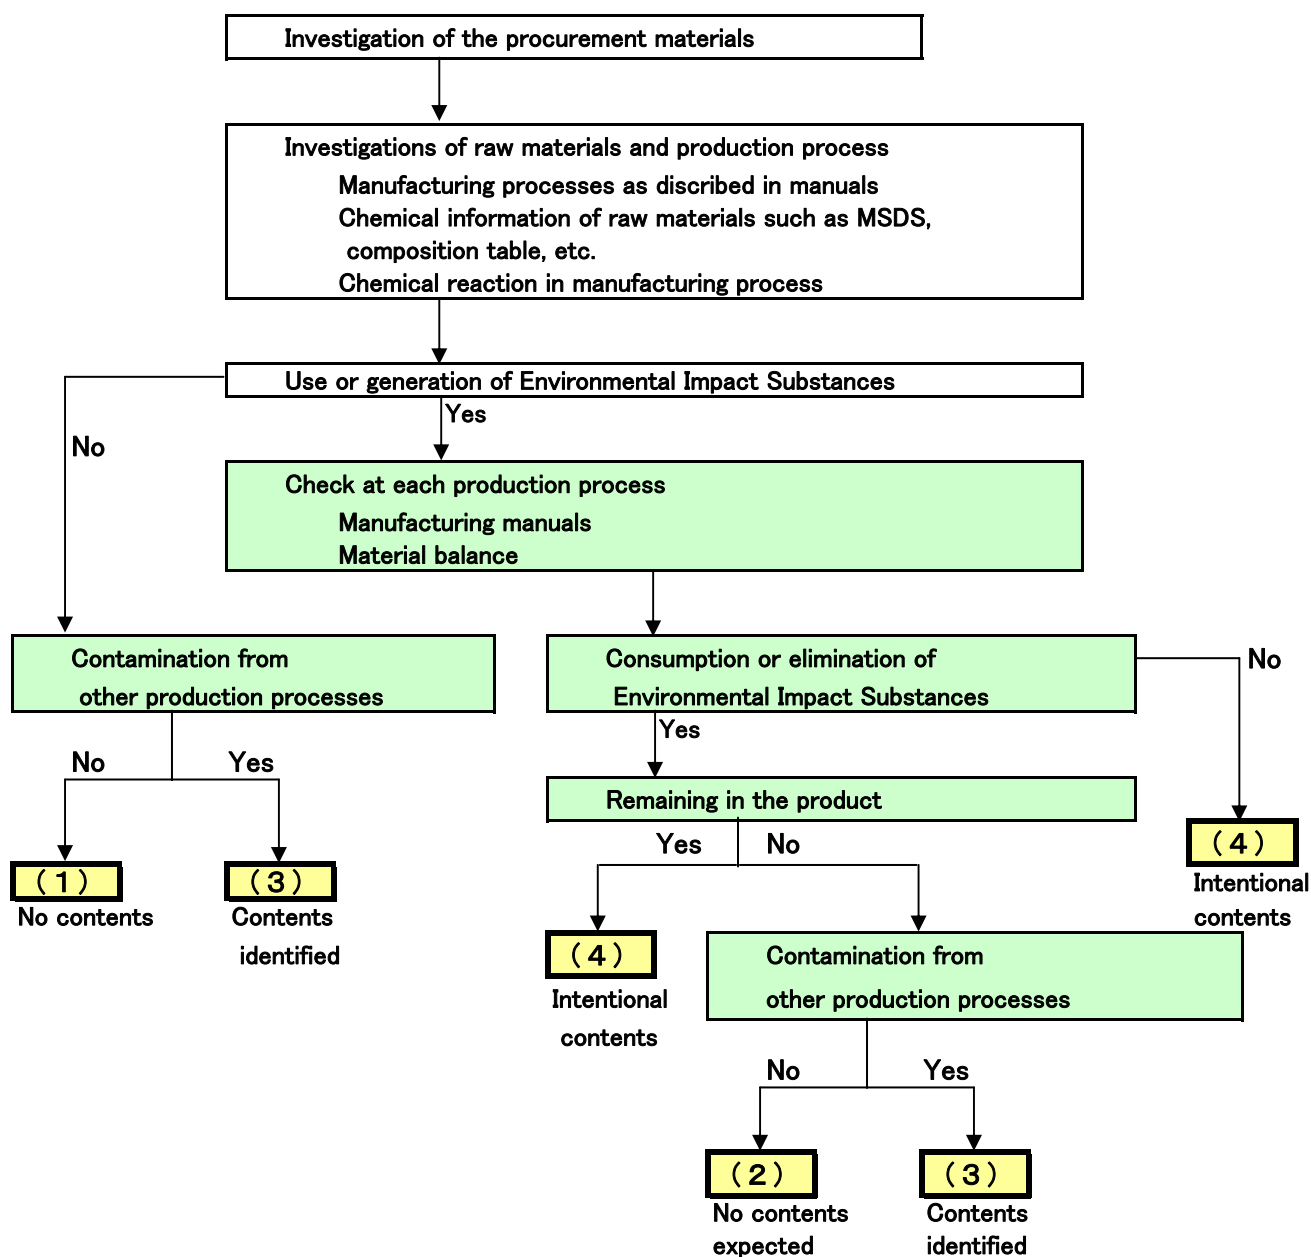 Investigation of the procurement materials
Investigations of raw materials and production process
Manufacturing processes as discribed in manuals
Chemical information of raw materials such as MSDS,
composition table, etc.
Chemical reaction in manufacturing process
Use or generation of Environmental Impact Substances
Yes
No
Check at each production process
Manufacturing manuals
Material balance
Contamination from
other production processes
No
Yes
(1)
No contents
(3)
Contents
identified
Consumption or elimination of
Environmental Impact Substances
No
Yes
(4)
Intentional
contents
Remaining in the product
Yes
No
(4)
Intentional
contents
Contamination from
other production processes
No
Yes
(2)
No contents
expected
(3)
Contents
identified